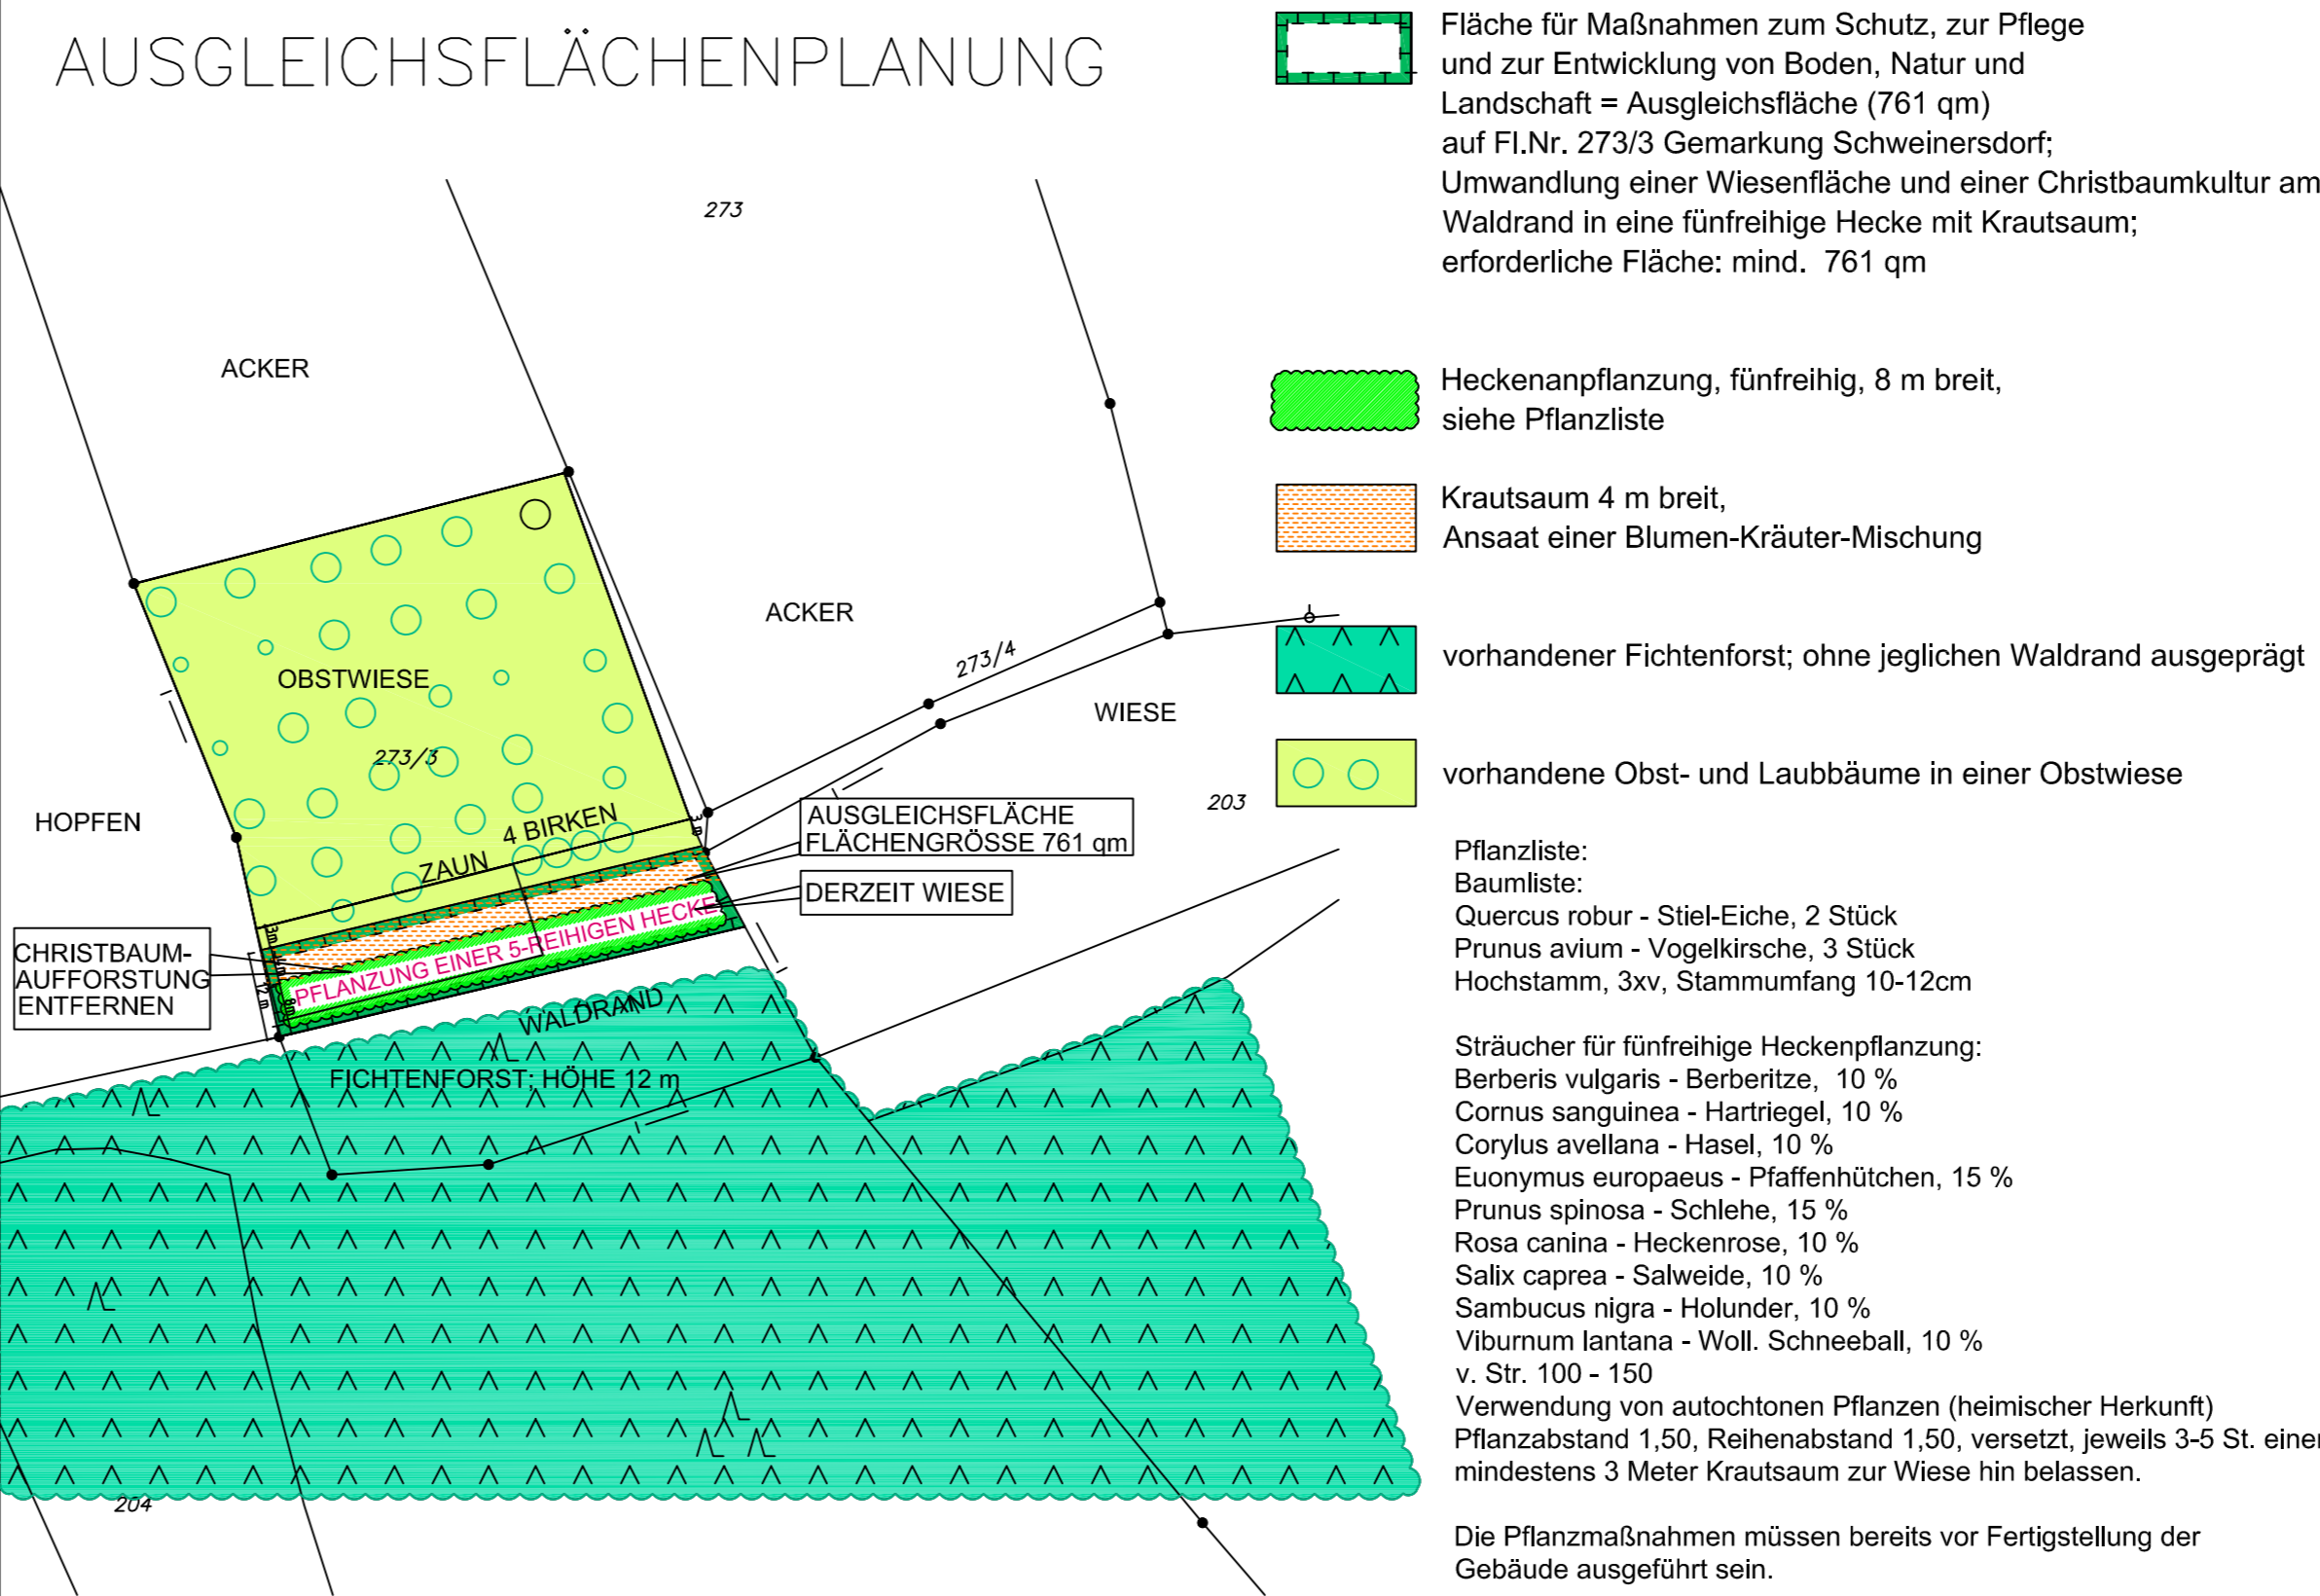 AUSGLEICHSFLÄCHENPLANUNG
273
ACKER
ACKER
OBSTWIESE
273/3
273/4
WIESE
HOPFEN
203
4 BIRKEN
ZAUN
3 m
AUSGLEICHSFLÄCHE
FLÄCHENGRÖSSE 761 qm
DERZEIT WIESE
CHRISTBAUM-
AUFFORSTUNG
ENTFERNEN
3m
12 m
8m
PFLANZUNG EINER 5-REIHIGEN HECKE
WALDRAND
FICHTENFORST; HÖHE 12 m
204
Fläche für Maßnahmen zum Schutz, zur Pflege
und zur Entwicklung von Boden, Natur und
Landschaft = Ausgleichsfläche (761 qm)
auf Fl.Nr. 273/3 Gemarkung Schweinersdorf;
Umwandlung einer Wiesenfläche und einer Christbaumkultur am
Waldrand in eine fünfreihige Hecke mit Krautsaum;
erforderliche Fläche: mind. 761 qm
Heckenanpflanzung, fünfreihig, 8 m breit,
siehe Pflanzliste
Krautsaum 4 m breit,
Ansaat einer Blumen-Kräuter-Mischung
vorhandener Fichtenforst; ohne jeglichen Waldrand ausgeprägt
vorhandene Obst- und Laubbäume in einer Obstwiese
Pflanzliste:
Baumliste:
Quercus robur - Stiel-Eiche, 2 Stück
Prunus avium - Vogelkirsche, 3 Stück
Hochstamm, 3xv, Stammumfang 10-12cm
Sträucher für fünfreihige Heckenpflanzung:
Berberis vulgaris - Berberitze, 10 %
Cornus sanguinea - Hartriegel, 10 %
Corylus avellana - Hasel, 10 %
Euonymus europaeus - Pfaffenhütchen, 15 %
Prunus spinosa - Schlehe, 15 %
Rosa canina - Heckenrose, 10 %
Salix caprea - Salweide, 10 %
Sambucus nigra - Holunder, 10 %
Viburnum lantana - Woll. Schneeball, 10 %
v. Str. 100 - 150
Verwendung von autochtonen Pflanzen (heimischer Herkunft)
Pflanzabstand 1,50, Reihenabstand 1,50, versetzt, jeweils 3-5 St. einer
mindestens 3 Meter Krautsaum zur Wiese hin belassen.
Die Pflanzmaßnahmen müssen bereits vor Fertigstellung der
Gebäude ausgeführt sein.